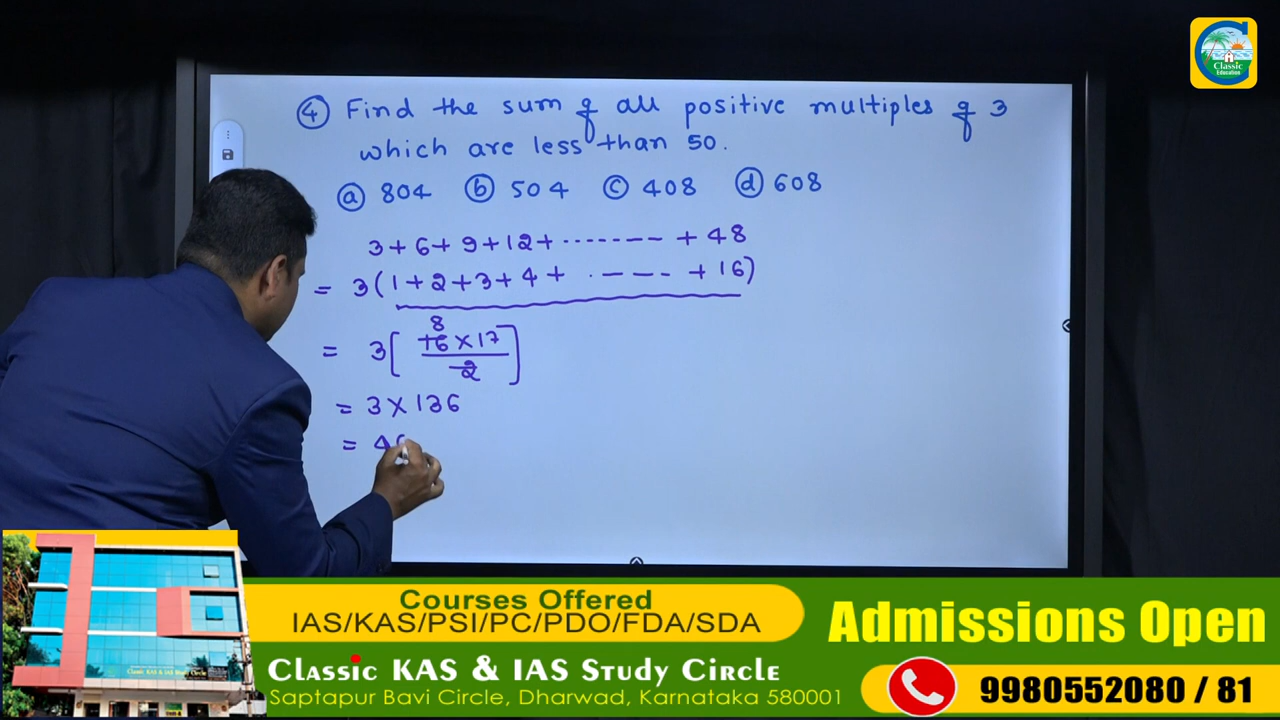 Classic
Education
④ Find the sum of all positive multiples of 3
which are less than 50.
ⓐ 804 ⓑ 504 ⓒ 408 ⓓ 608
3+6+9+12+ ....... + 48
= 3(1+2+3+4+ ....... + 16)
8
= 3[ 16×17 / 2 ]
= 3×136
= 40
Courses Offered
IAS/KAS/PSI/PC/PDO/FDA/SDA
Classic KAS & IAS Study Circle
Saptapur Bavi Circle, Dharwad, Karnataka 580001
Admissions Open
9980552080 / 81